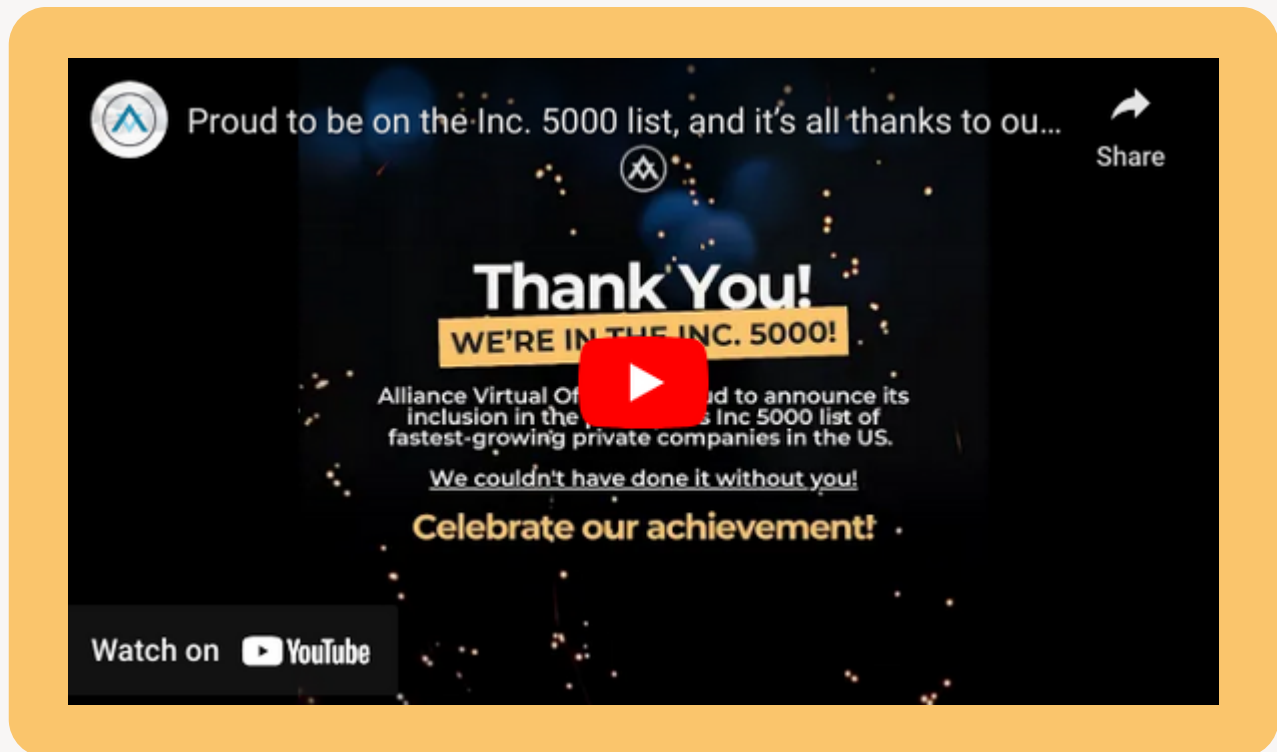 Proud to be on the Inc. 5000 list, and it's all thanks to ou...
Share
Thank You!
WE'RE IN THE INC. 5000!
Alliance Virtual Of ud to announce its
inclusion in the s Inc 5000 list of
fastest-growing private companies in the US.
We couldn't have done it without you!
Celebrate our achievement!
Watch on YouTube